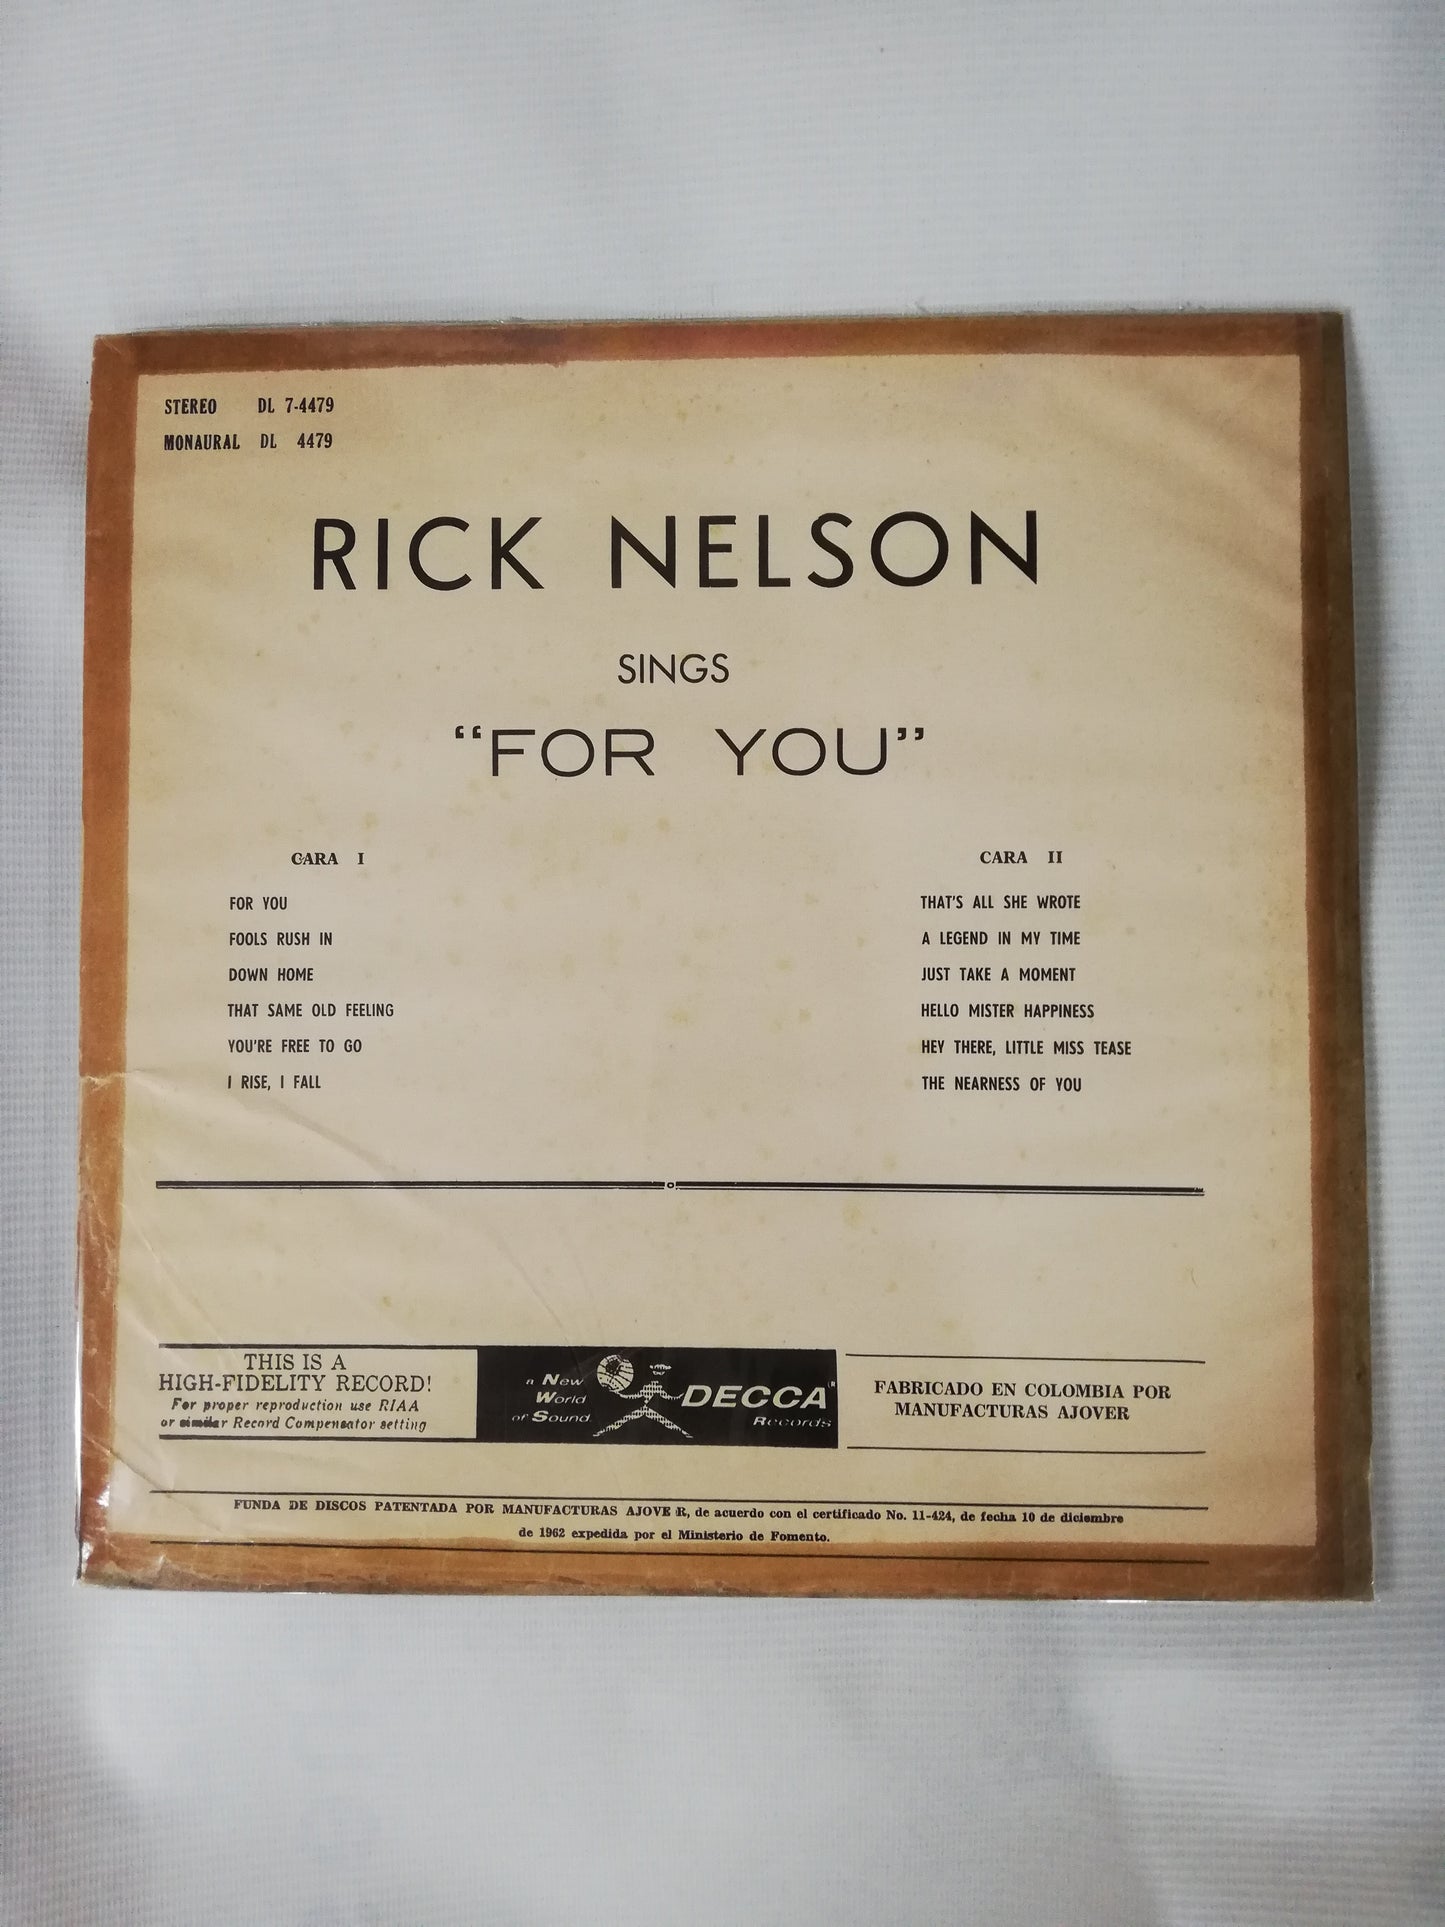 STEREO DL 7-4479
MONAURAL DL 4479
RICK NELSON
SINGS
“FOR YOU”
CARA I
FOR YOU
FOOLS RUSH IN
DOWN HOME
THAT SAME OLD FEELING
YOU'RE FREE TO GO
I RISE, I FALL
CARA II
THAT'S ALL SHE WROTE
A LEGEND IN MY TIME
JUST TAKE A MOMENT
HELLO MISTER HAPPINESS
HEY THERE, LITTLE MISS TEASE
THE NEARNESS OF YOU
THIS IS A
HIGH-FIDELITY RECORD!
For proper reproduction use RIAA
or similar Record Compensator setting
a New
World
of Sound.
DECCA®
Records
FABRICADO EN COLOMBIA POR
MANUFACTURAS AJOVER
FUNDA DE DISCOS PATENTADA POR MANUFACTURAS AJOVE R, de acuerdo con el certificado No. 11-424, de fecha 10 de diciembre
de 1962 expedida por el Ministerio de Fomento.